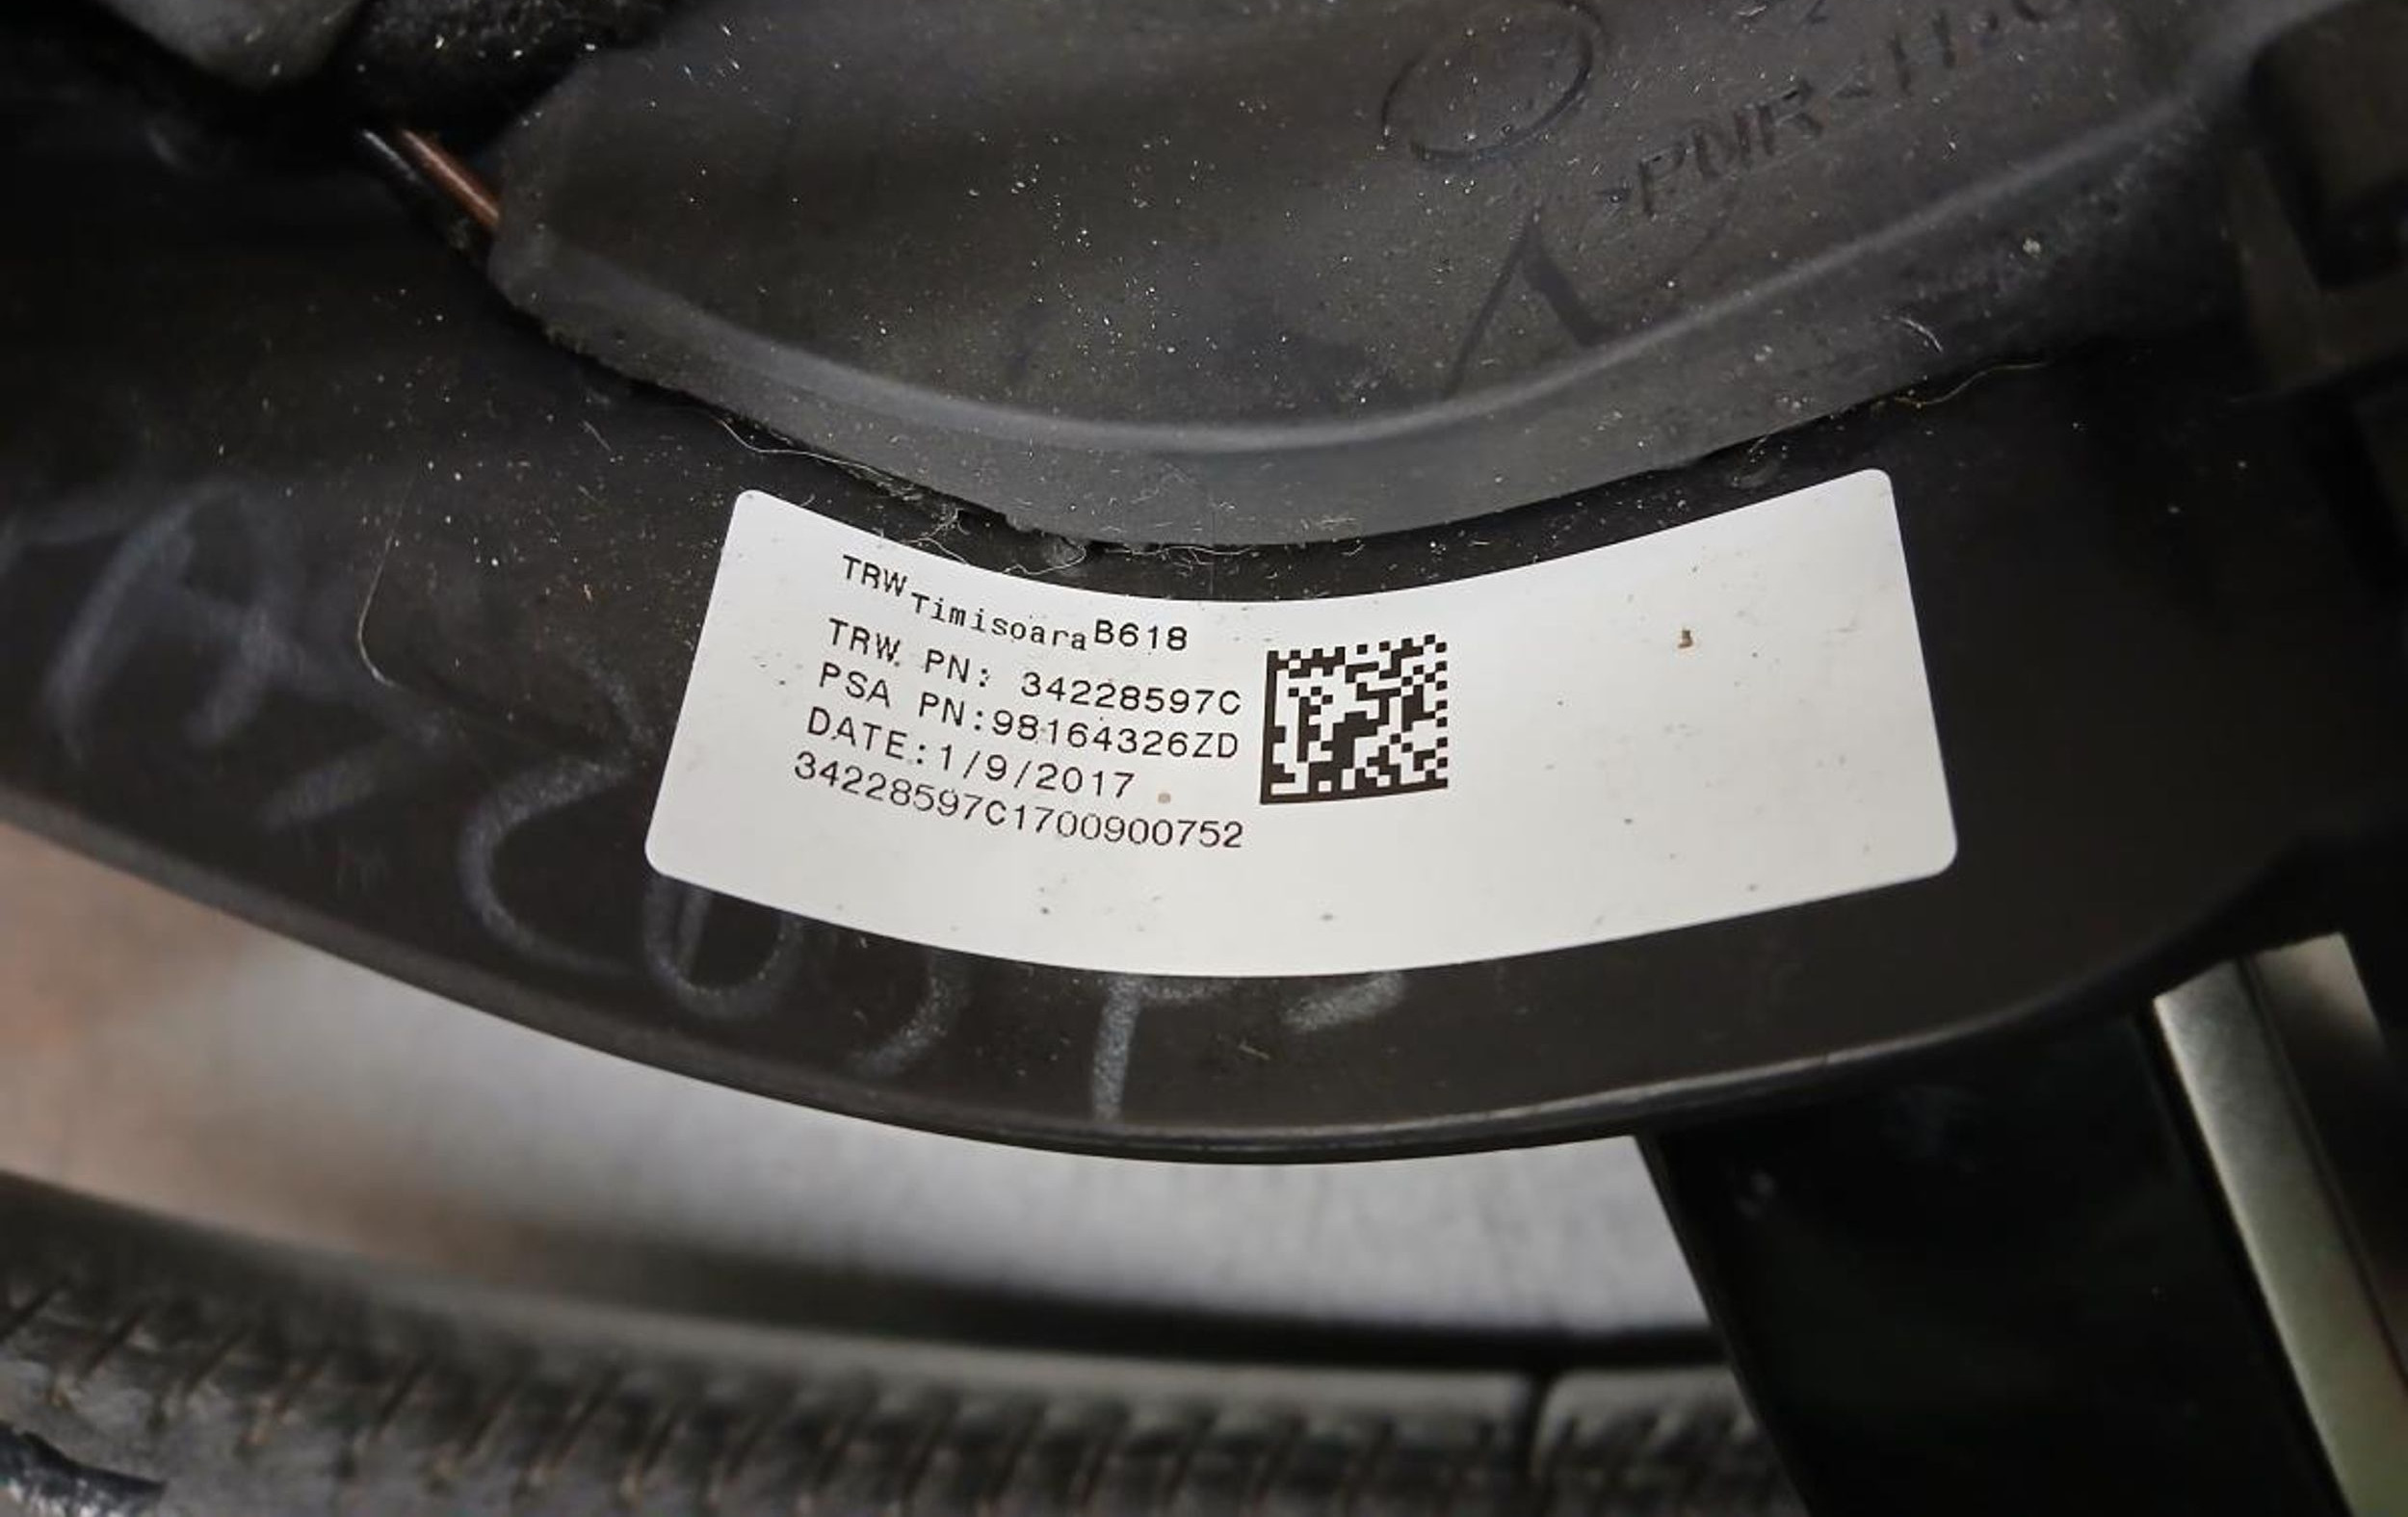 TRW Timisoara B618
TRW PN: 34228597C
PSA PN:98164326ZD
DATE:1/9/2017
34228597C1700900752